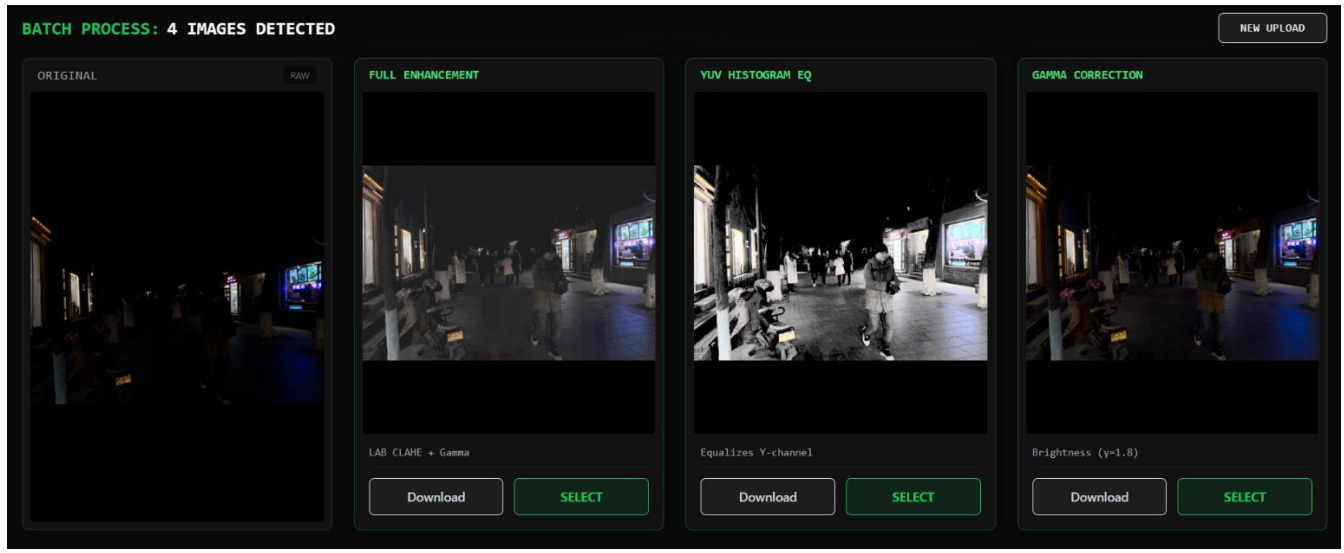 BATCH PROCESS: 4 IMAGES DETECTED
NEW UPLOAD
ORIGINAL
RAW
FULL ENHANCEMENT
LAB CLAHE + Gamma
Download
SELECT
YUV HISTOGRAM EQ
Equalizes Y-channel
Download
SELECT
GAMMA CORRECTION
Brightness (γ=1.8)
Download
SELECT